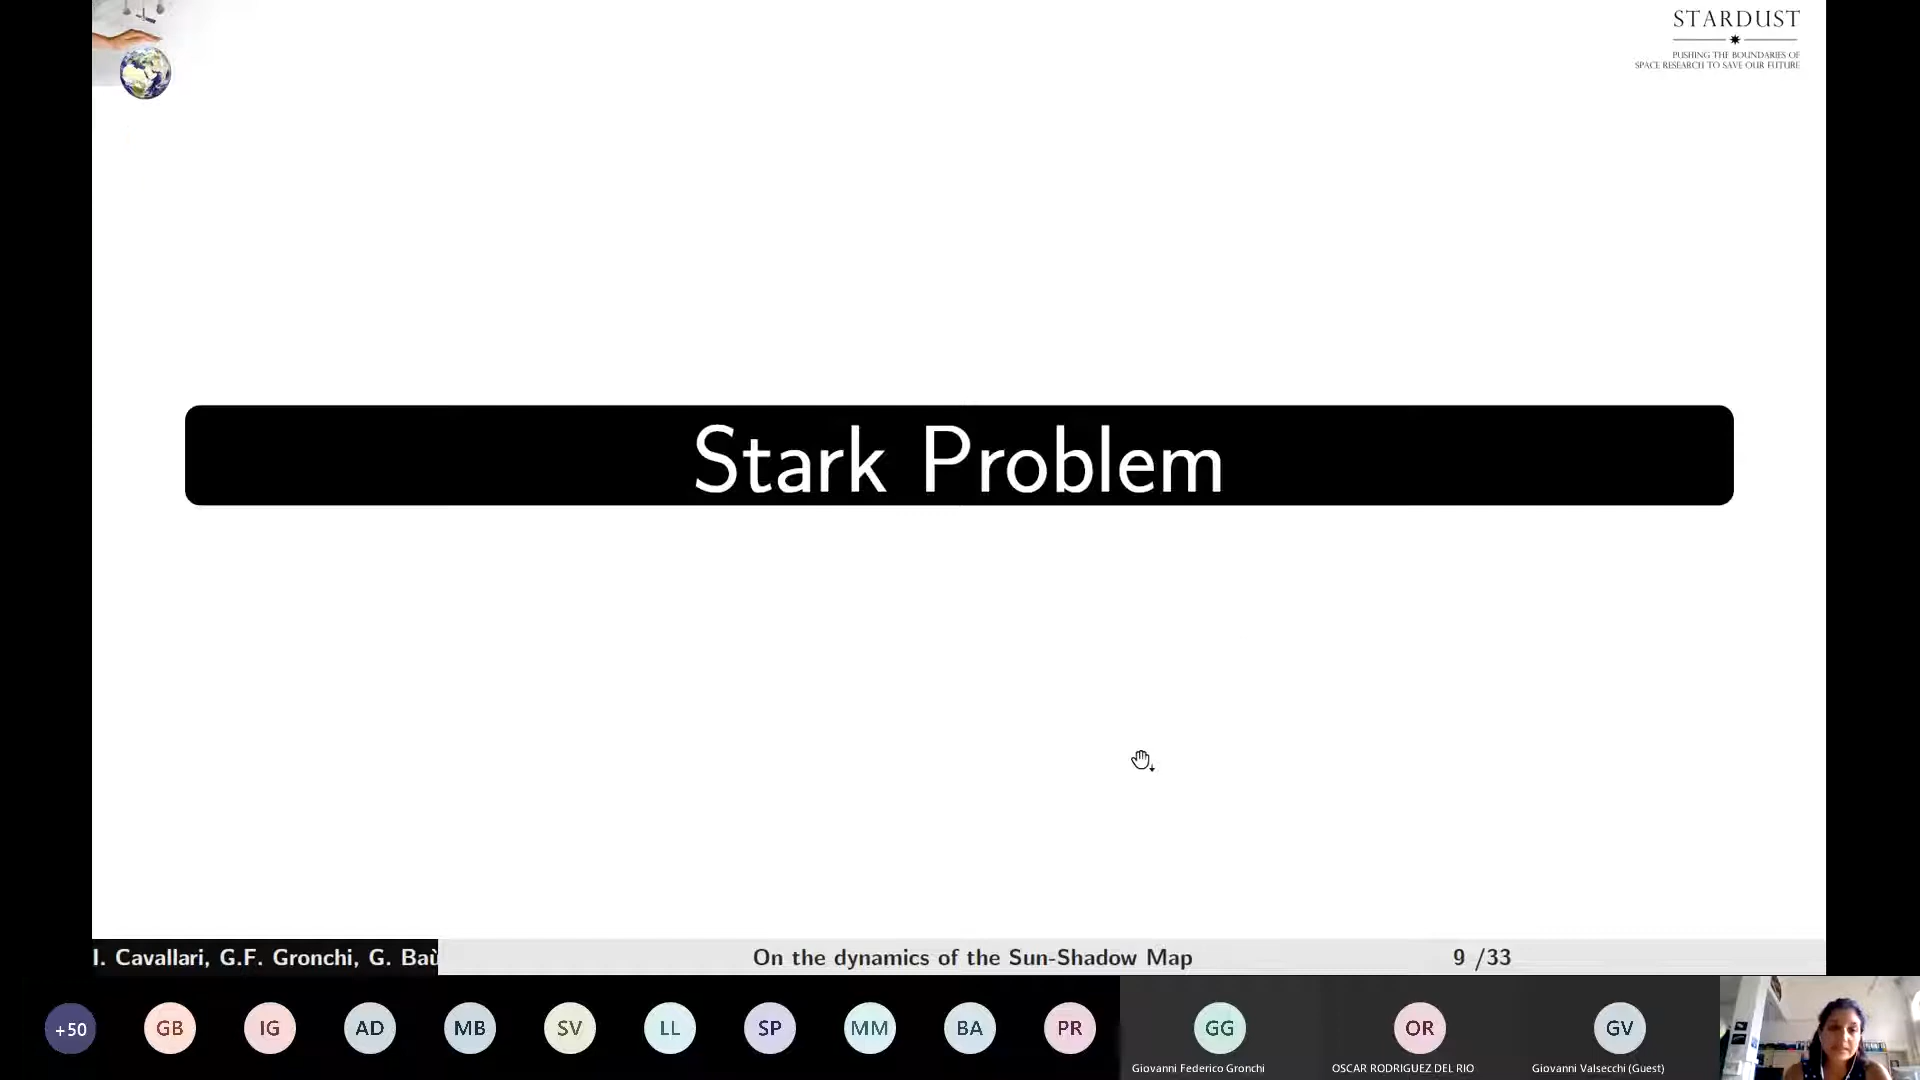 STARDUST
PUSHING THE BOUNDARIES OF
SPACE RESEARCH TO SAVE OUR FUTURE
Stark Problem
I. Cavallari, G.F. Gronchi, G. Baù
On the dynamics of the Sun-Shadow Map
9 /33
+50
GB
IG
AD
MB
SV
LL
SP
MM
BA
PR
GG
OR
GV
Giovanni Federico Gronchi
OSCAR RODRIGUEZ DEL RIO
Giovanni Valsecchi (Guest)